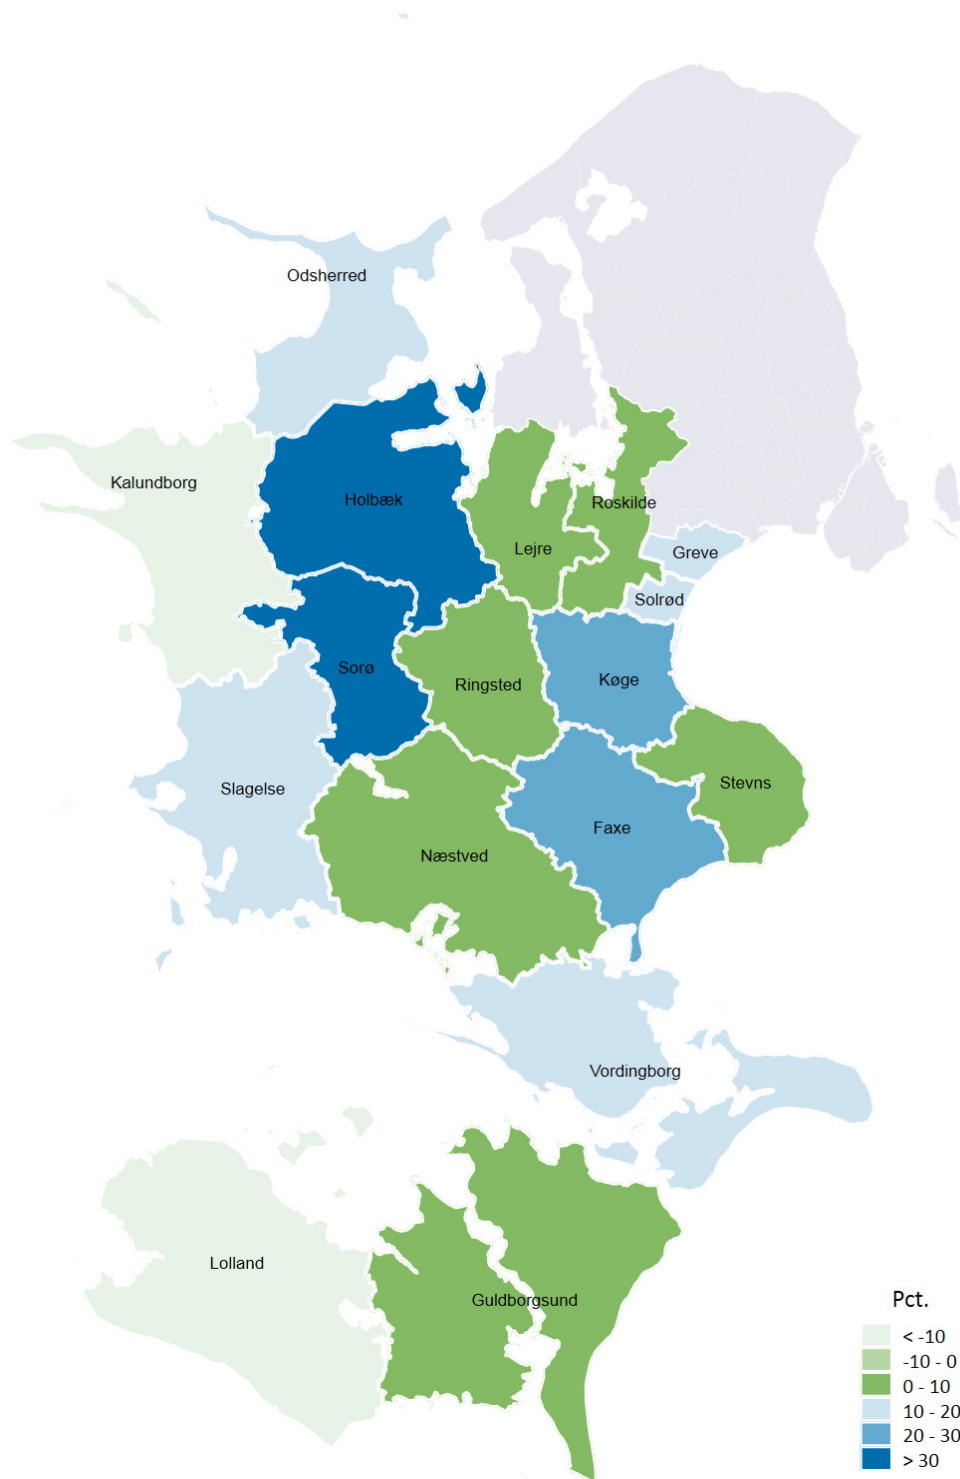 Odsherred
Kalundborg
Holbæk
Roskilde
Lejre
Greve
Solrød
Sorø
Ringsted
Køge
Slagelse
Stevns
Faxe
Næstved
Vordingborg
Lolland
Guldborgsund
Pct.
< -10
-10 - 0
0 - 10
10 - 20
20 - 30
> 30